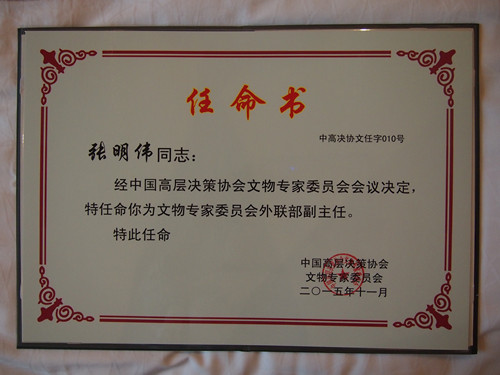 任命书
中高决协文任字010号
张明伟同志：
经中国高层决策协会文物专家委员会会议决定，
特任命你为文物专家委员会外联部副主任。
特此任命
中国高层决策协会
文物专家委员会
二〇一五年十一月